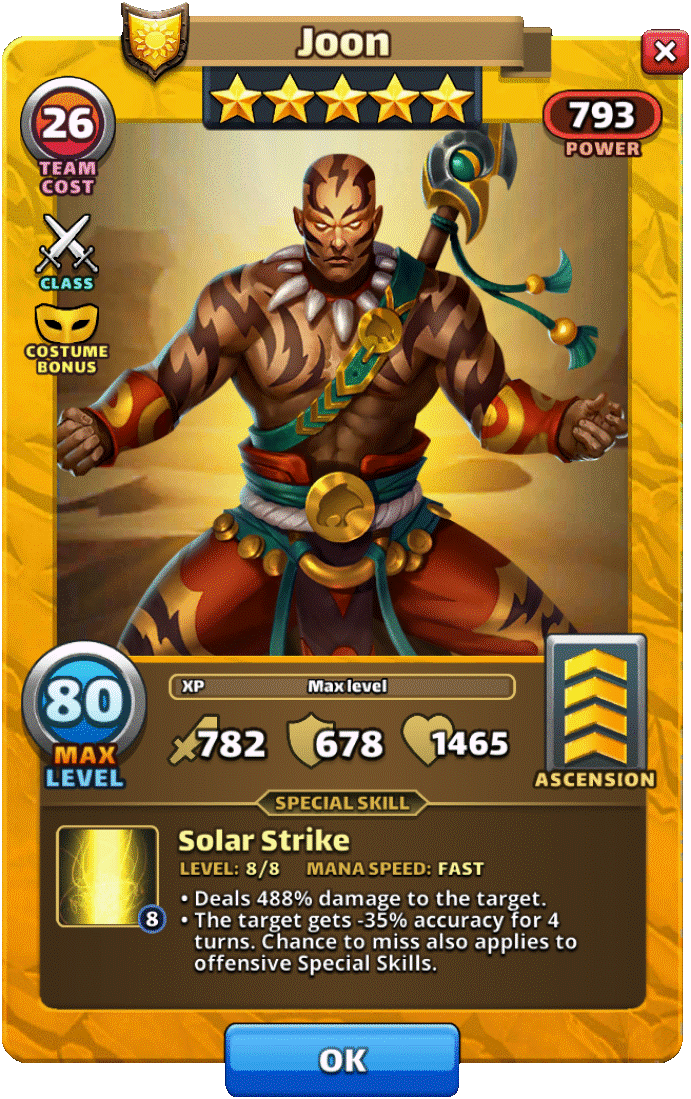 Joon
26
TEAM
COST
793
POWER
CLASS
COSTUME
BONUS
80
MAX
LEVEL
XP Max level
782 678 1465
ASCENSION
SPECIAL SKILL
Solar Strike
LEVEL: 8/8 MANA SPEED: FAST
8
• Deals 488% damage to the target.
• The target gets -35% accuracy for 4
turns. Chance to miss also applies to
offensive Special Skills.
OK